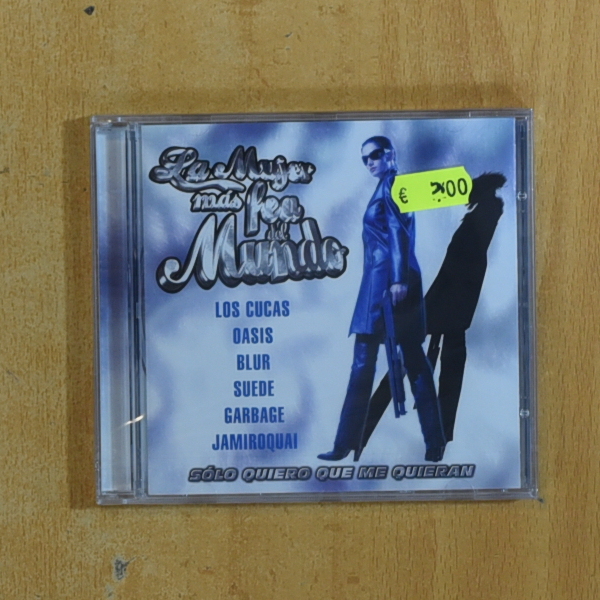 La Mujer
más fea
del
Mundo
€ 00
LOS CUCAS
OASIS
BLUR
SUEDE
GARBAGE
JAMIROQUAI
SÓLO QUIERO QUE ME QUIERAN